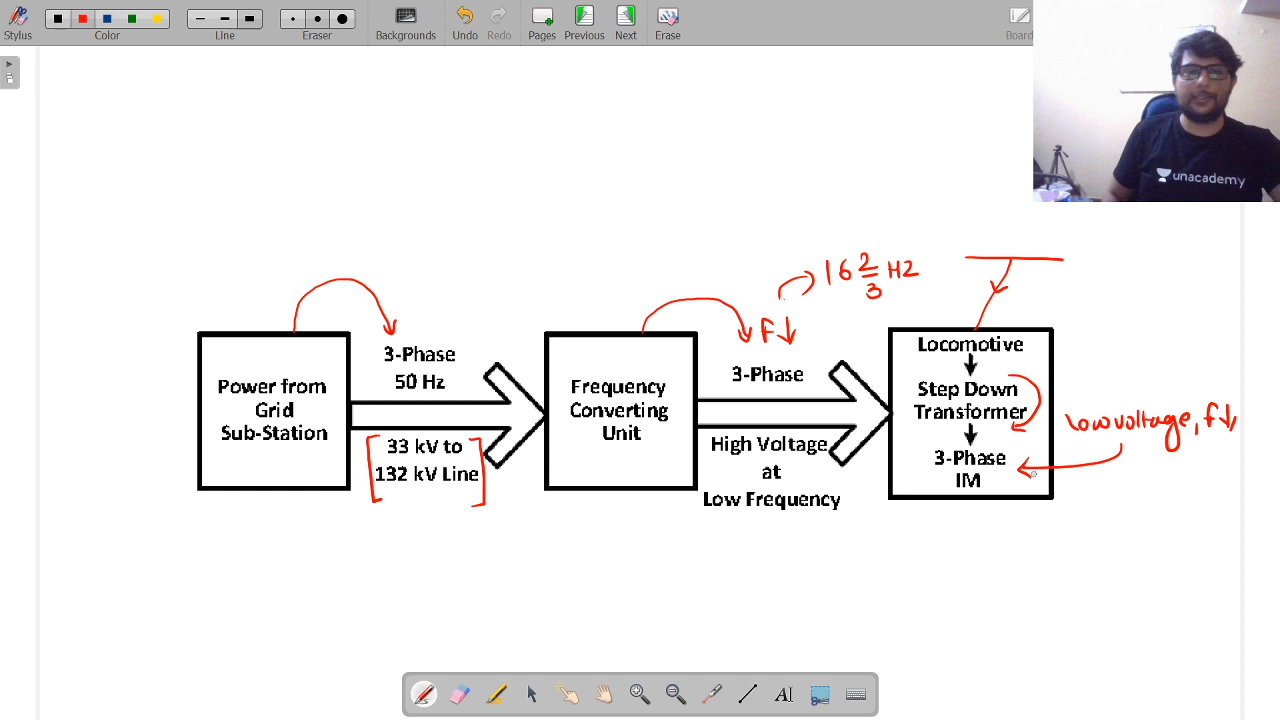 Stylus
Color
Line
Eraser
Backgrounds
Undo
Redo
Pages
Previous
Next
Erase
Board
unacademy
16 2/3 HZ
F↓
Power from
Grid
Sub-Station
3-Phase
50 Hz
33 kV to
132 kV Line
Frequency
Converting
Unit
3-Phase
High Voltage
at
Low Frequency
Locomotive
Step Down
Transformer
3-Phase
IM
Low voltage, f↓
AI